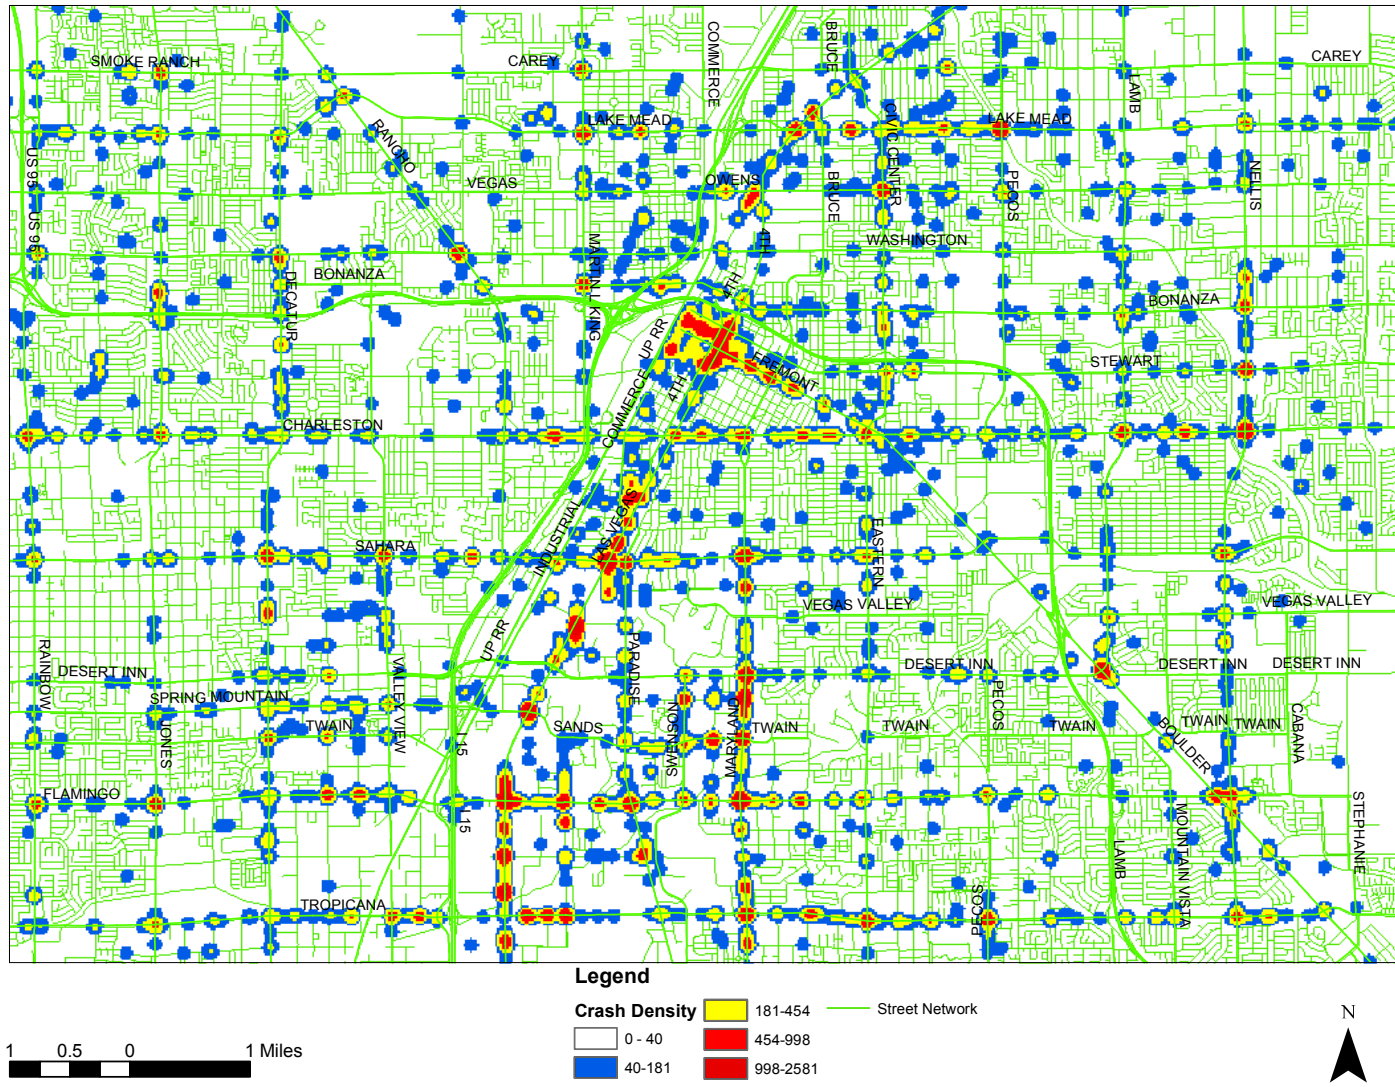 COMMERCE
BRUCE
SMOKE RANCH
CAREY
CAREY
LAMB
RANCHO
LAKE MEAD
CIVIC CENTER
LAKE MEAD
US 95
VEGAS
OWENS
BRUCE
PECOS
NELLIS
US 95
4TH
WASHINGTON
MARTIN L KING
BONANZA
DECATUR
4TH
BONANZA
UP RR
FREMONT
STEWART
COMMERCE
4TH
CHARLESTON
LAS VEGAS
INDUSTRIAL
EASTERN
SAHARA
VEGAS VALLEY
VEGAS VALLEY
UP RR
PARADISE
RAINBOW
DESERT INN
VALLEY VIEW
DESERT INN
DESERT INN
DESERT INN
SPRING MOUNTAIN
PECOS
JONES
TWAIN
SANDS
SWENSON
MARYLAND
TWAIN
TWAIN
TWAIN
BOULDER
TWAIN
TWAIN
CABANA
I 15
FLAMINGO
I 15
MOUNTAIN VISTA
STEPHANIE
LAMB
TROPICANA
PECOS
Legend
Crash Density
181-454
Street Network
0 - 40
454-998
40-181
998-2581
N
1 0.5 0 1 Miles